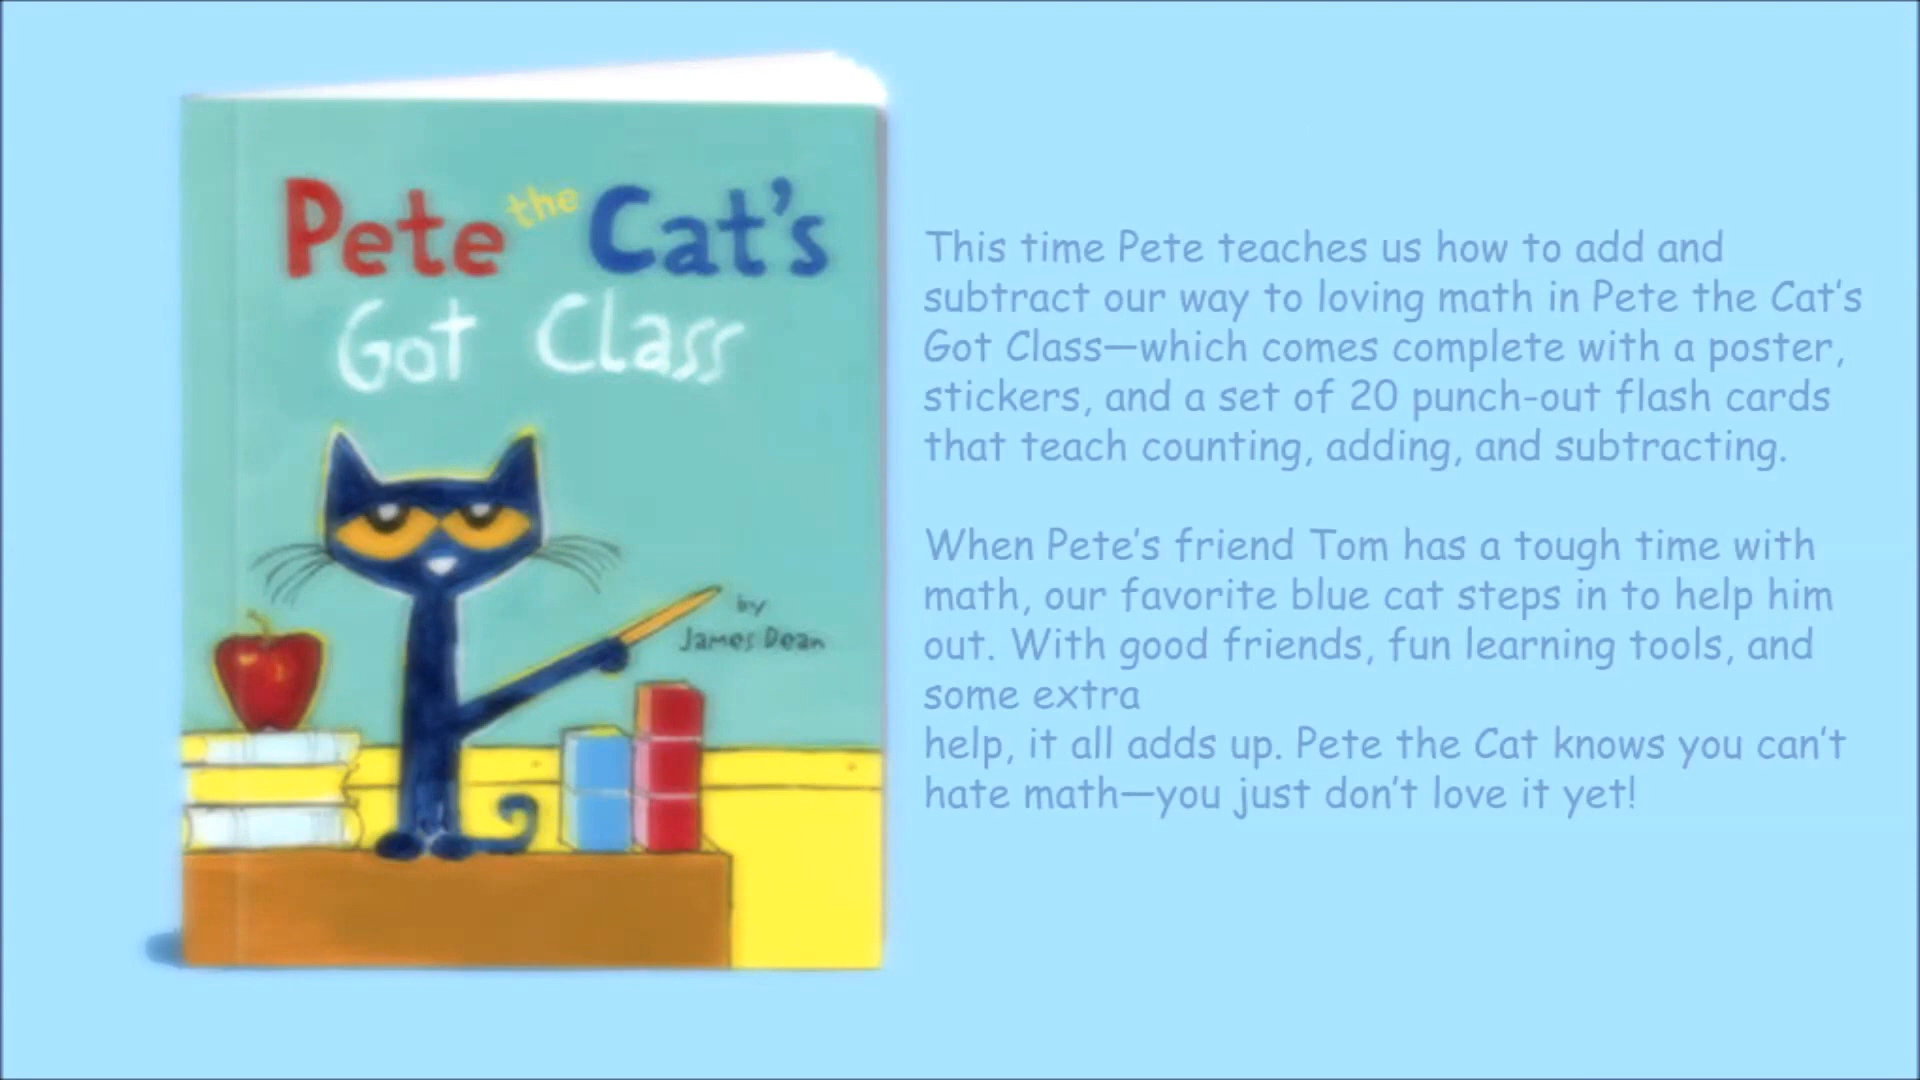 Pete the Cat's
Got Class
by
James Dean
This time Pete teaches us how to add and
subtract our way to loving math in Pete the Cat's
Got Class—which comes complete with a poster,
stickers, and a set of 20 punch-out flash cards
that teach counting, adding, and subtracting.
When Pete's friend Tom has a tough time with
math, our favorite blue cat steps in to help him
out. With good friends, fun learning tools, and
some extra
help, it all adds up. Pete the Cat knows you can't
hate math—you just don't love it yet!